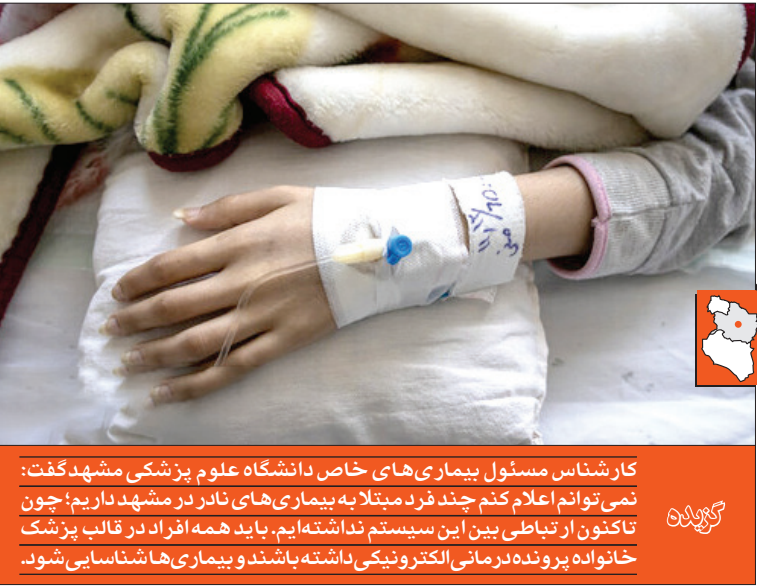 کارشناس مسئول بیماری‌های خاص دانشگاه علوم پزشکی مشهد گفت:
نمی‌توانم اعلام کنم چند فرد مبتلا به بیماری‌های نادر در مشهد داریم؛ چون
تاکنون ارتباطی بین این سیستم نداشته‌ایم. باید همه افراد در قالب پزشک
خانواده پرونده درمانی الکترونیکی داشته باشند و بیماری‌ها شناسایی شود.
گزیده